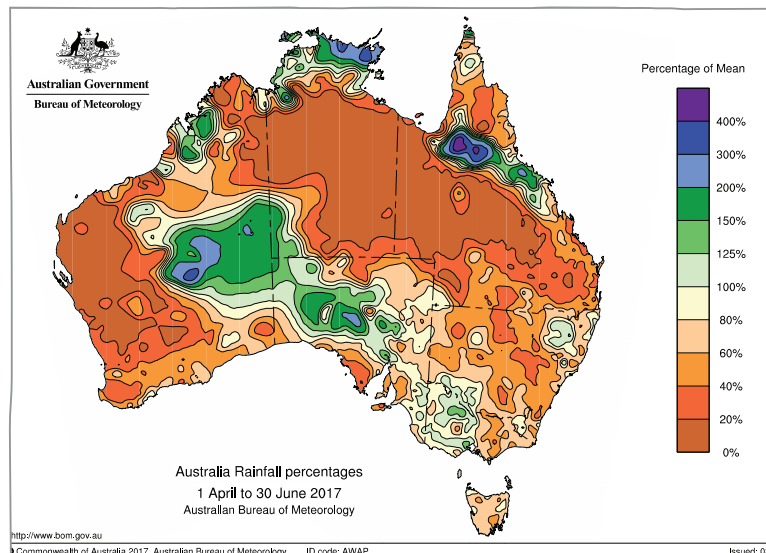 Australian Government
Bureau of Meteorology
Percentage of Mean
400%
300%
200%
150%
125%
100%
80%
60%
40%
20%
0%
Australia Rainfall percentages
1 April to 30 June 2017
Australian Bureau of Meteorology
http://www.bom.gov.au
Commonwealth of Australia 2017, Australian Bureau of Meteorology ID code: AWAP Issued: